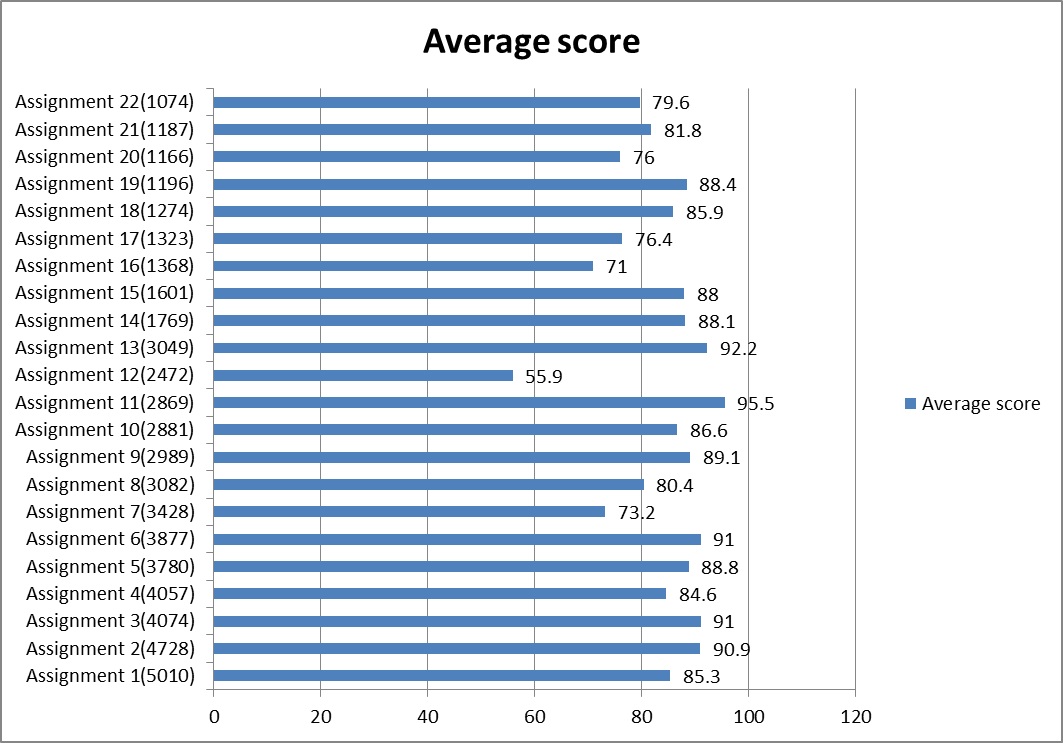 Average score
Assignment 22(1074) 79.6
Assignment 21(1187) 81.8
Assignment 20(1166) 76
Assignment 19(1196) 88.4
Assignment 18(1274) 85.9
Assignment 17(1323) 76.4
Assignment 16(1368) 71
Assignment 15(1601) 88
Assignment 14(1769) 88.1
Assignment 13(3049) 92.2
Assignment 12(2472) 55.9
Assignment 11(2869) 95.5
Average score
Assignment 10(2881) 86.6
Assignment 9(2989) 89.1
Assignment 8(3082) 80.4
Assignment 7(3428) 73.2
Assignment 6(3877) 91
Assignment 5(3780) 88.8
Assignment 4(4057) 84.6
Assignment 3(4074) 91
Assignment 2(4728) 90.9
Assignment 1(5010) 85.3
0 20 40 60 80 100 120